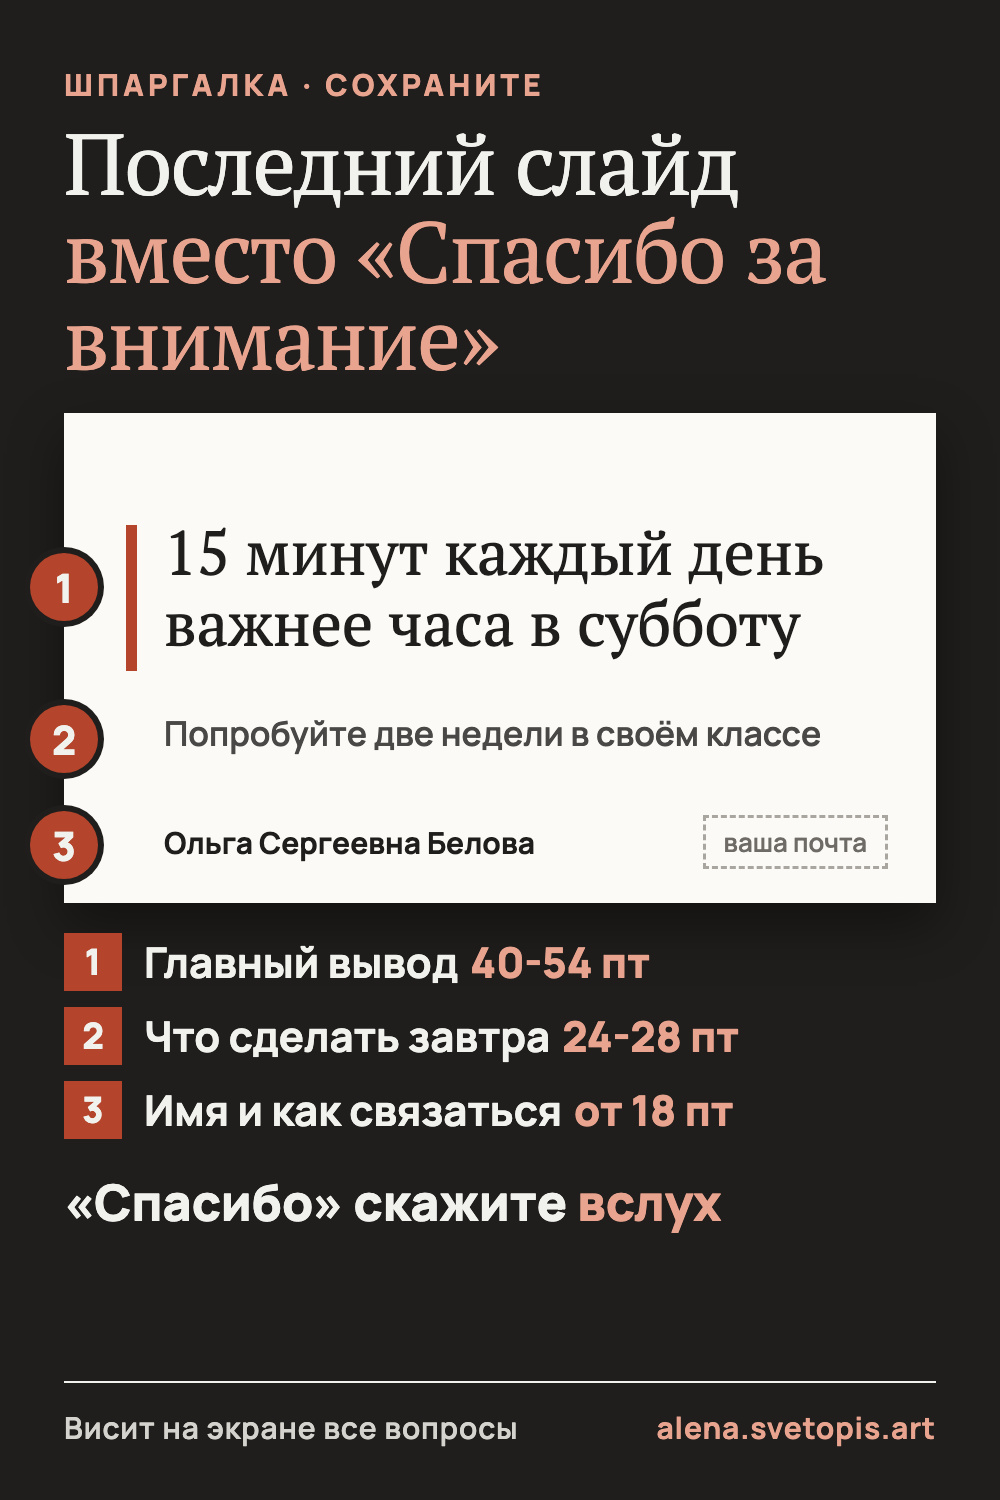 ШПАРГАЛКА · СОХРАНИТЕ
Последний слайд
вместо «Спасибо за
внимание»
1
15 минут каждый день
важнее часа в субботу
2
Попробуйте две недели в своём классе
3
Ольга Сергеевна Белова
ваша почта
1 Главный вывод 40-54 пт
2 Что сделать завтра 24-28 пт
3 Имя и как связаться от 18 пт
«Спасибо» скажите вслух
Висит на экране все вопросы
alena.svetopis.art